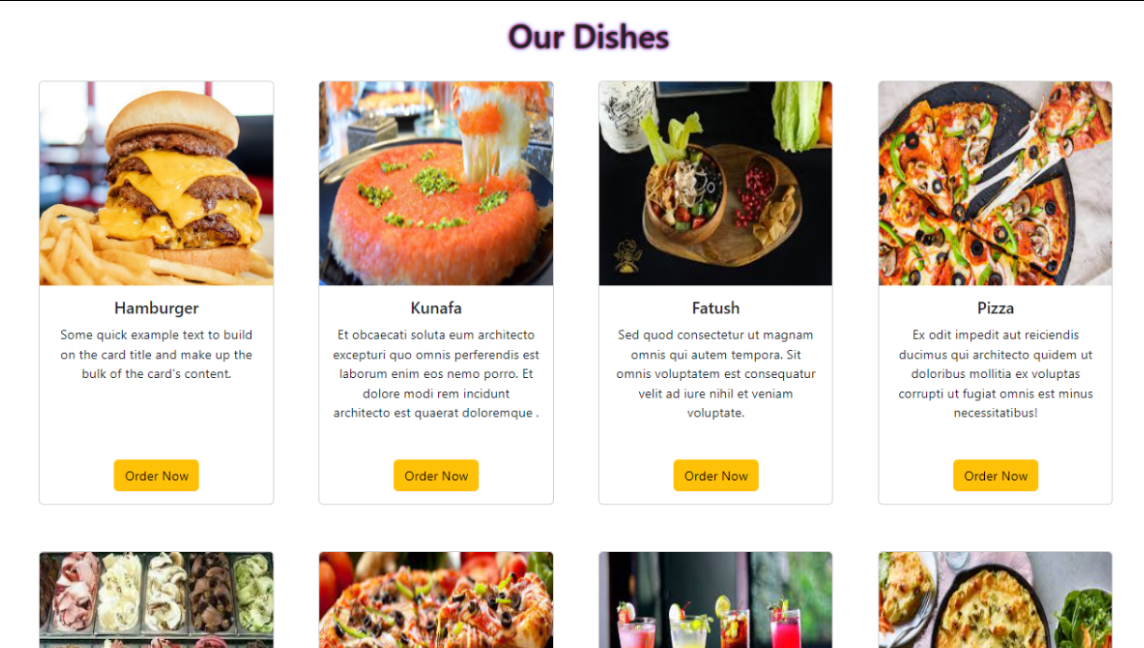 Our Dishes
Hamburger
Some quick example text to build
on the card title and make up the
bulk of the card's content.
Order Now
Kunafa
Et obcaecati soluta eum architecto
excepturi quo omnis perferendis est
laborum enim eos nemo porro. Et
dolore modi rem incidunt
architecto est quaerat doloremque .
Order Now
Fatush
Sed quod consectetur ut magnam
omnis qui autem tempora. Sit
omnis voluptatem est consequatur
velit ad iure nihil et veniam
voluptate.
Order Now
Pizza
Ex odit impedit aut reiciendis
ducimus qui architecto quidem ut
doloribus mollitia ex voluptas
corrupti ut fugiat omnis est minus
necessitatibus!
Order Now